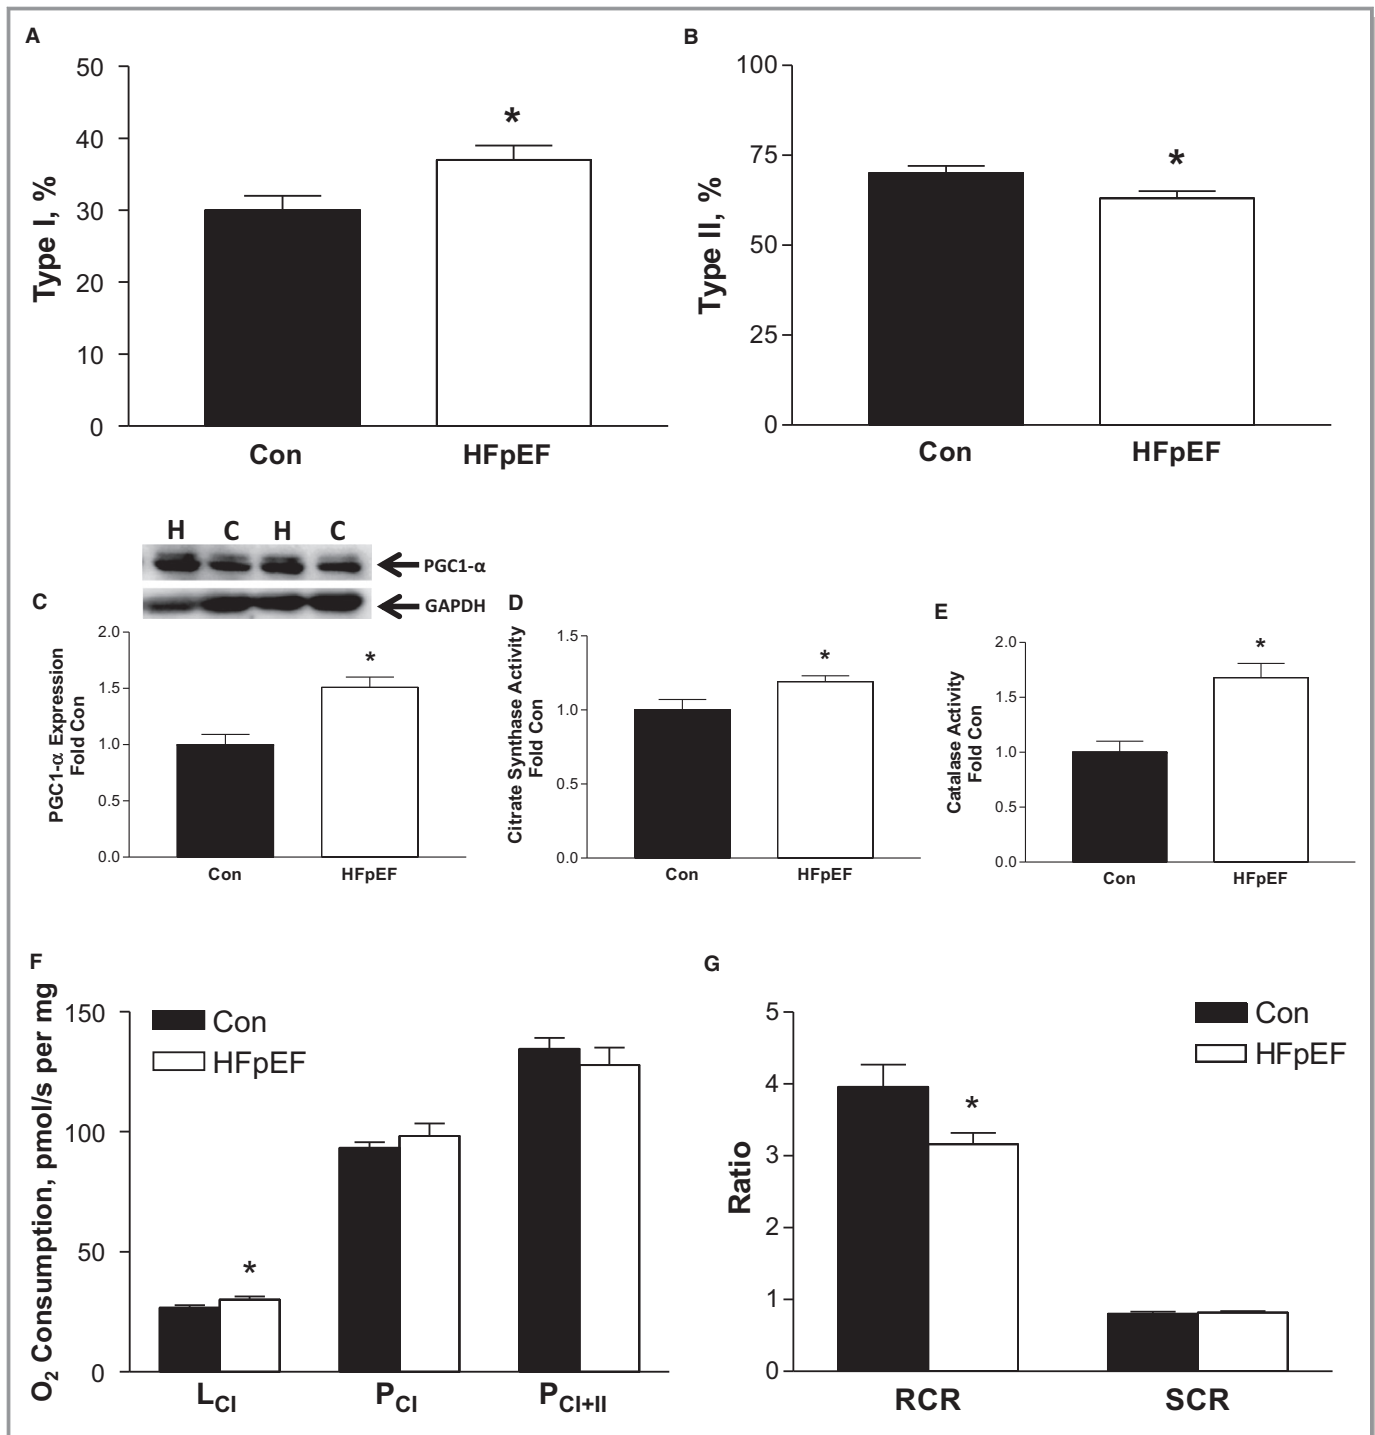 A
Type I, %
50
40
30
20
10
0
*
Con
HFpEF
B
Type II, %
100
75
50
25
0
*
Con
HFpEF
H C H C
PGC1-α
GAPDH
C
PGC1-α Expression
Fold Con
2.0
1.5
1.0
0.5
0.0
*
Con
HFpEF
D
Citrate Synthase Activity
Fold Con
1.5
1.0
0.5
0.0
*
Con
HFpEF
E
Catalase Activity
Fold Con
2.0
1.5
1.0
0.5
0.0
*
Con
HFpEF
F
O₂ Consumption, pmol/s per mg
150
100
50
0
Con
HFpEF
*
L_CI
P_CI
P_CI+II
G
Ratio
5
4
3
2
1
0
Con
HFpEF
*
RCR
SCR